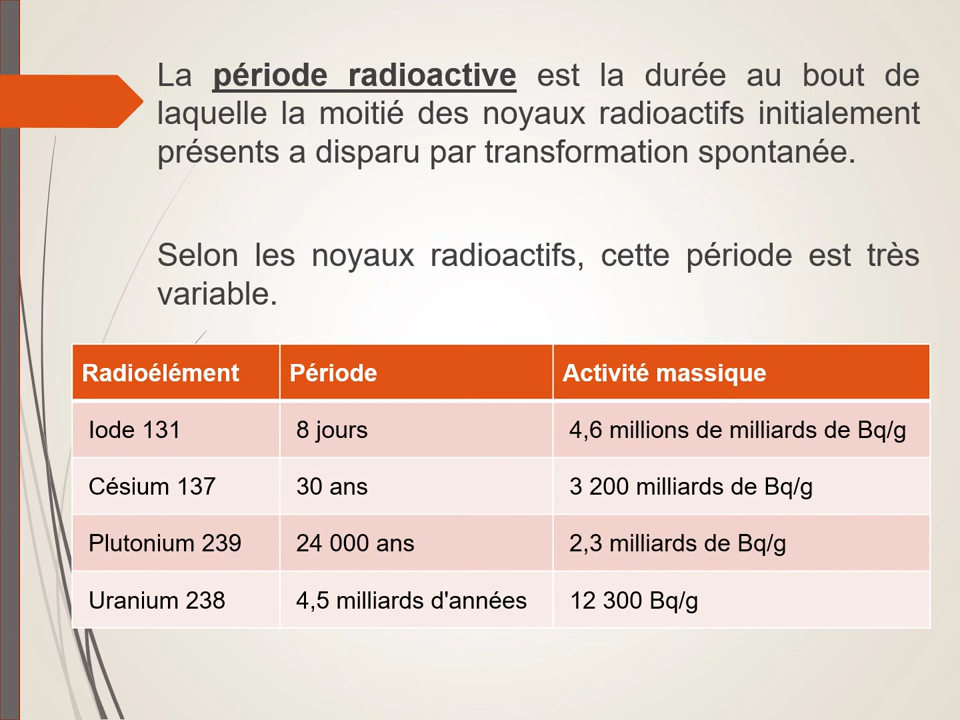 La période radioactive est la durée au bout de
laquelle la moitié des noyaux radioactifs initialement
présents a disparu par transformation spontanée.
Selon les noyaux radioactifs, cette période est très
variable.
Radioélément Période Activité massique
Iode 131 8 jours 4,6 millions de milliards de Bq/g
Césium 137 30 ans 3 200 milliards de Bq/g
Plutonium 239 24 000 ans 2,3 milliards de Bq/g
Uranium 238 4,5 milliards d'années 12 300 Bq/g